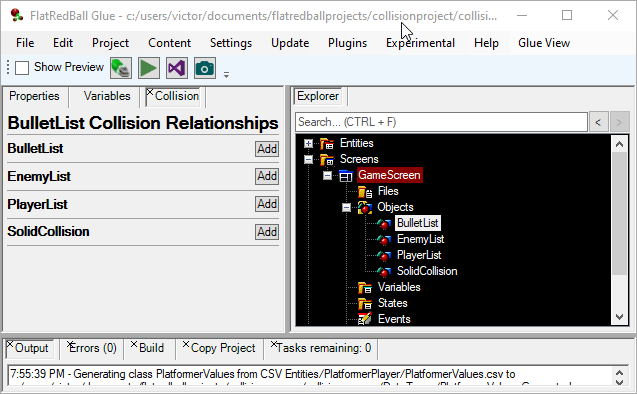 FlatRedBall Glue - c:/users/victor/documents/flatredballprojects/collisionproject/collisi...
File Edit Project Content Settings Update Plugins Experimental Help Glue View
Show Preview
Properties Variables Collision
BulletList Collision Relationships
BulletList Add
EnemyList Add
PlayerList Add
SolidCollision Add
Explorer
Search... (CTRL + F) < >
Entities
Screens
GameScreen
Files
Objects
BulletList
EnemyList
PlayerList
SolidCollision
Variables
States
Events
Output Errors (0) Build Copy Project Tasks remaining: 0
7:55:39 PM - Generating class PlatformerValues from CSV Entities/PlatformerPlayer/PlatformerValues.csv to